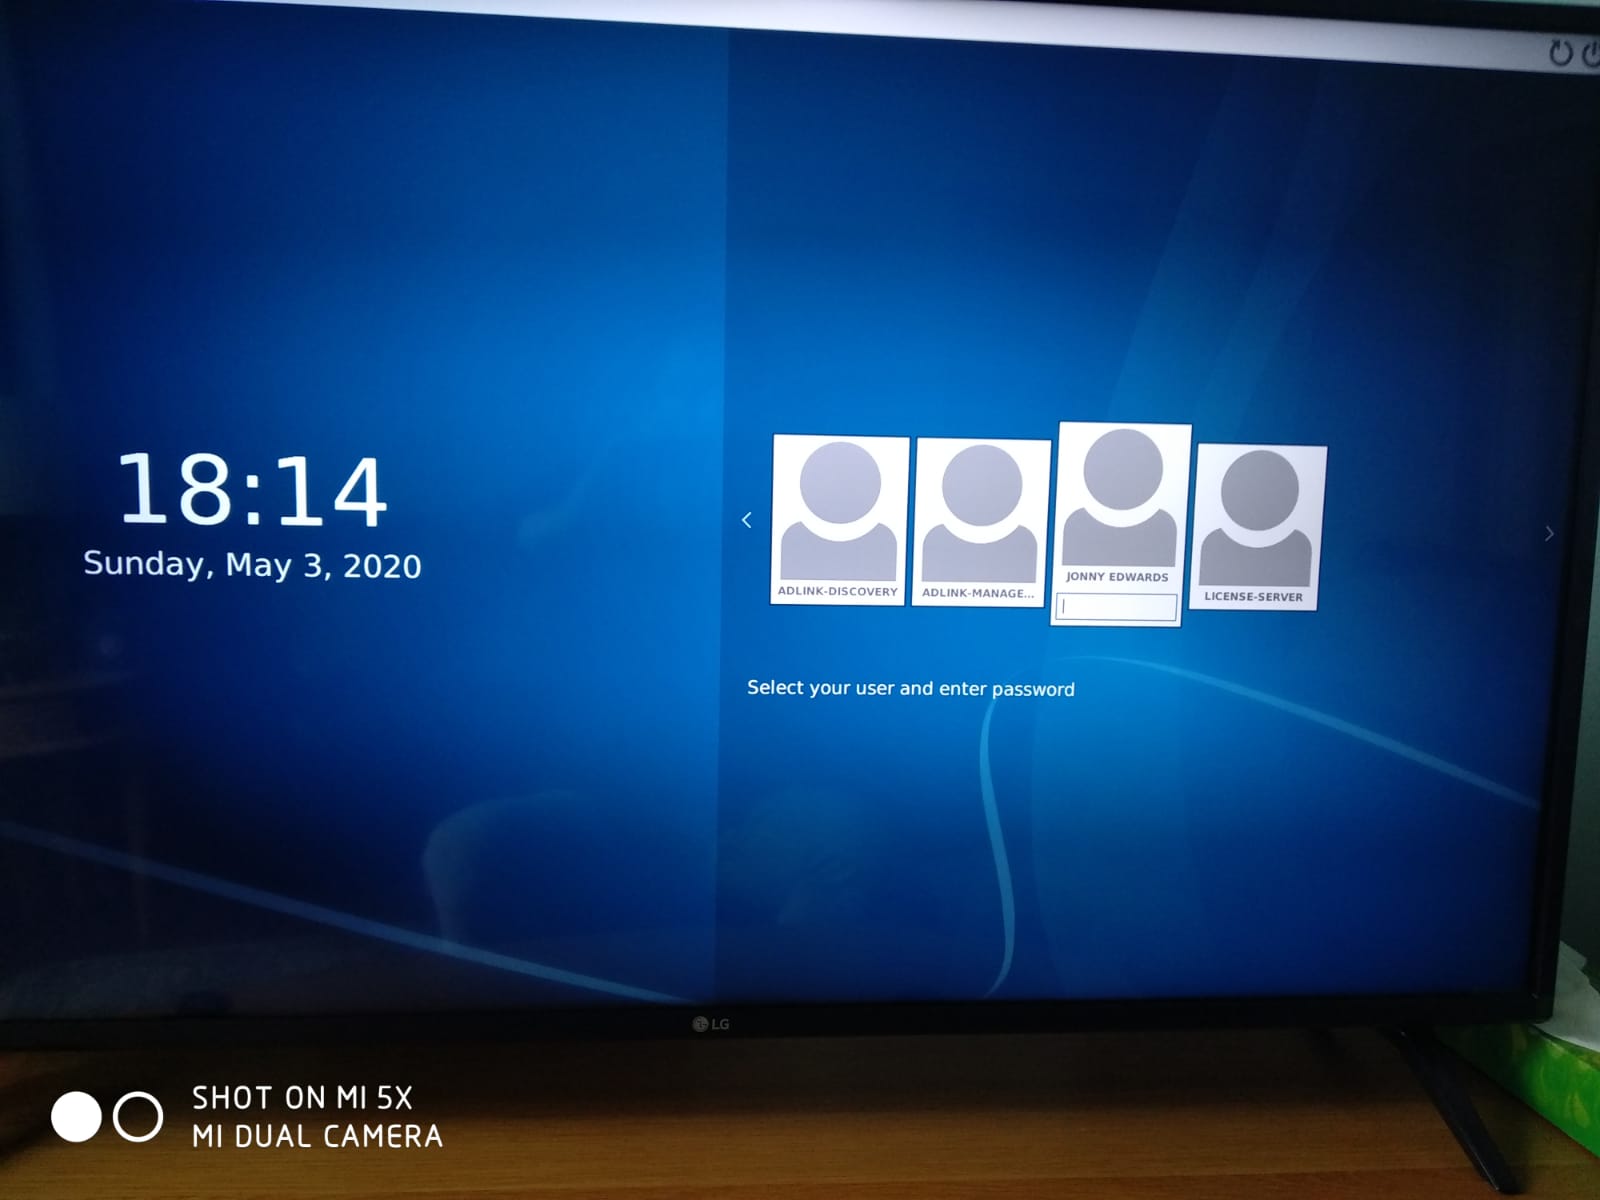 18:14
Sunday, May 3, 2020
ADLINK-DISCOVERY
ADLINK-MANAGE...
JONNY EDWARDS
LICENSE-SERVER
Select your user and enter password
LG
SHOT ON MI 5X
MI DUAL CAMERA